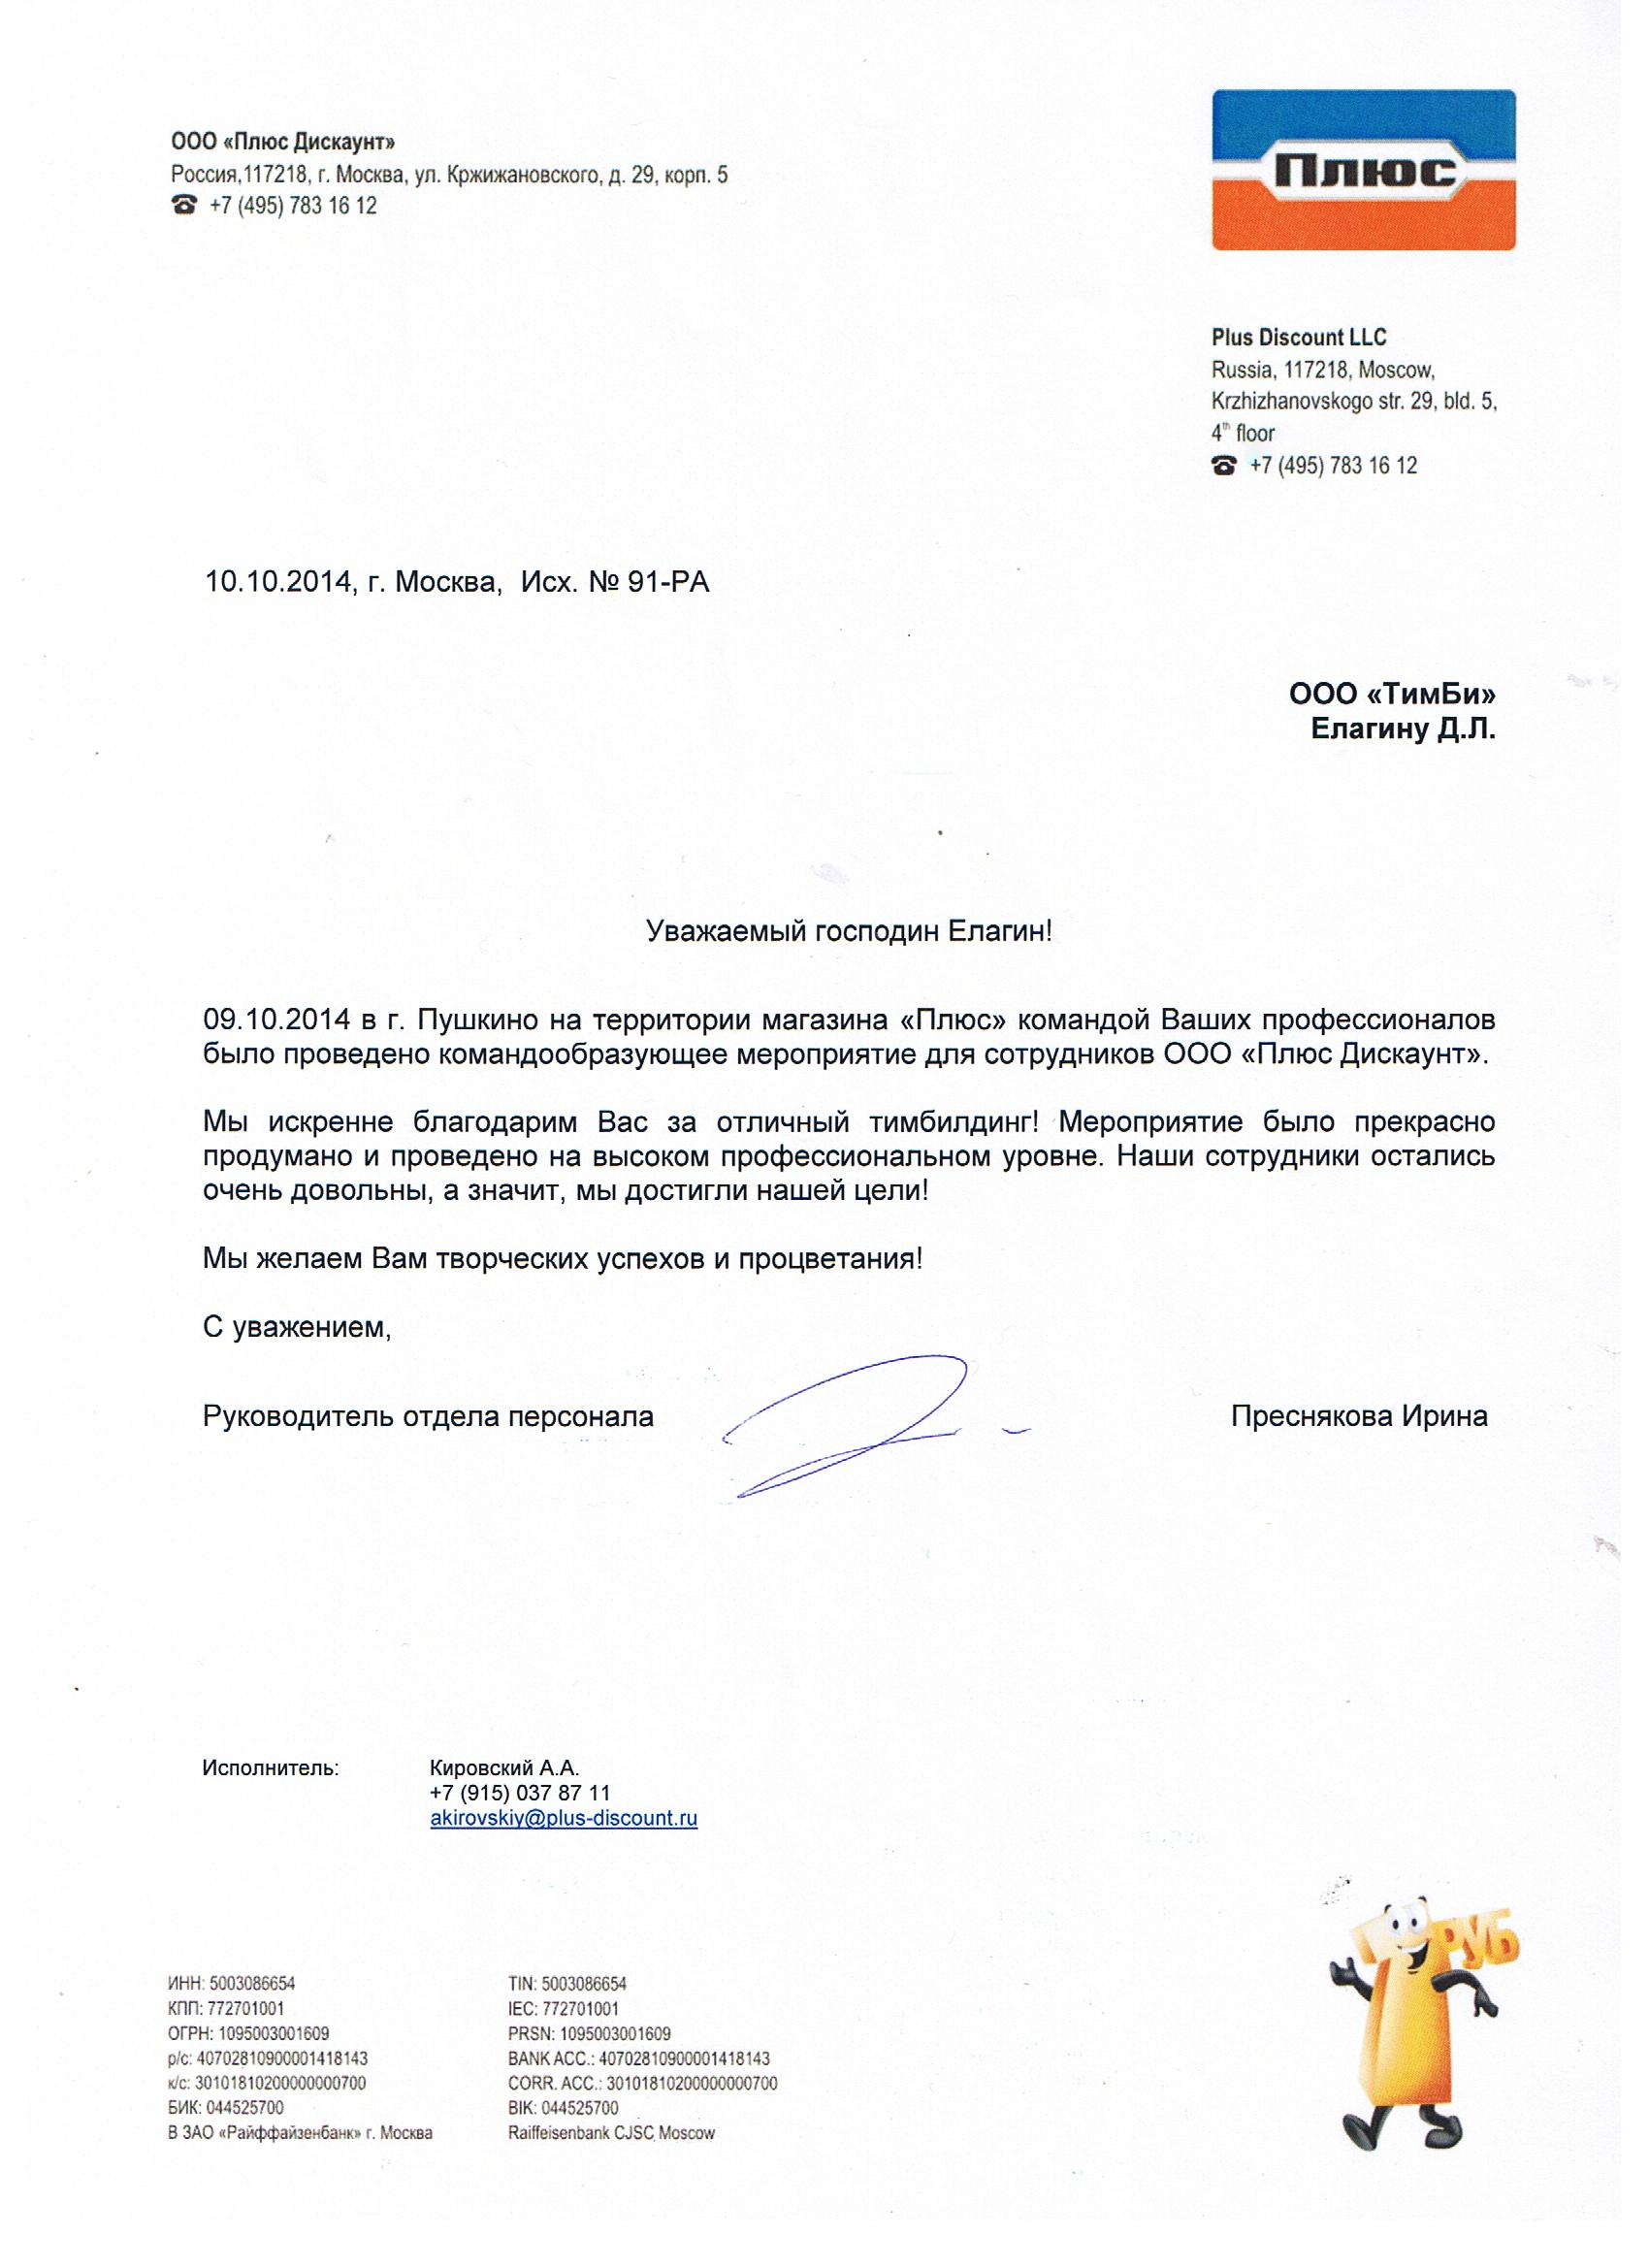 ООО «Плюс Дискаунт»
Россия,117218, г. Москва, ул. Кржижановского, д. 29, корп. 5
☎ +7 (495) 783 16 12
Плюс
Plus Discount LLC
Russia, 117218, Moscow,
Krzhizhanovskogo str. 29, bld. 5,
4th floor
☎ +7 (495) 783 16 12
10.10.2014, г. Москва, Исх. № 91-РА
ООО «ТимБи»
Елагину Д.Л.
Уважаемый господин Елагин!
09.10.2014 в г. Пушкино на территории магазина «Плюс» командой Ваших профессионалов
было проведено командообразующее мероприятие для сотрудников ООО «Плюс Дискаунт».
Мы искренне благодарим Вас за отличный тимбилдинг! Мероприятие было прекрасно
продумано и проведено на высоком профессиональном уровне. Наши сотрудники остались
очень довольны, а значит, мы достигли нашей цели!
Мы желаем Вам творческих успехов и процветания!
С уважением,
Руководитель отдела персонала Преснякова Ирина
Исполнитель: Кировский А.А.
+7 (915) 037 87 11
akirovskiy@plus-discount.ru
1 РУБ
ИНН: 5003086654
КПП: 772701001
ОГРН: 1095003001609
р/с: 40702810900001418143
к/с: 30101810200000000700
БИК: 044525700
В ЗАО «Райффайзенбанк» г. Москва
TIN: 5003086654
IEC: 772701001
PRSN: 1095003001609
BANK ACC.: 40702810900001418143
CORR. ACC.: 30101810200000000700
BIK: 044525700
Raiffeisenbank CJSC, Moscow